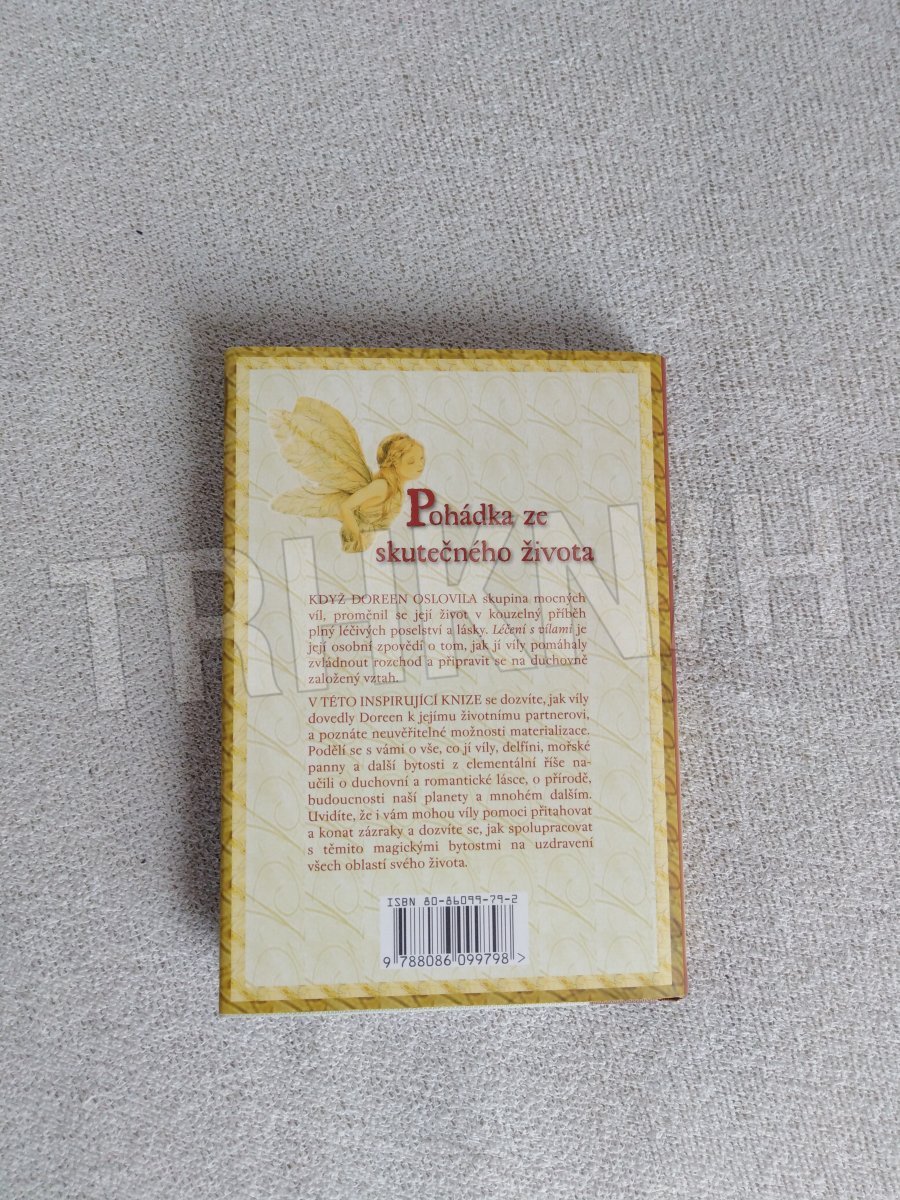 Pohádka ze
skutečného života
KDYŽ DOREEN OSLOVILA skupina mocných
víl, proměnil se její život v kouzelný příběh
plný léčivých poselství a lásky. Léčení s vílami je
její osobní zpovědí o tom, jak jí víly pomáhaly
zvládnout rozchod a připravit se na duchovně
založený vztah.
V TÉTO INSPIRUJÍCÍ KNIZE se dozvíte, jak víly
dovedly Doreen k jejímu životnímu partnerovi,
a poznáte neuvěřitelné možnosti materializace.
Podělí se s vámi o vše, co jí víly, delfíni, mořské
panny a další bytosti z elementální říše na-
učili o duchovní a romantické lásce, o přírodě,
budoucnosti naší planety a mnohém dalším.
Uvidíte, že i vám mohou víly pomoci přitahovat
a konat zázraky a dozvíte se, jak spolupracovat
s těmito magickými bytostmi na uzdravení
všech oblastí svého života.
ISBN 80-86099-79-2
9 788086 099798 >
TRHKNIH